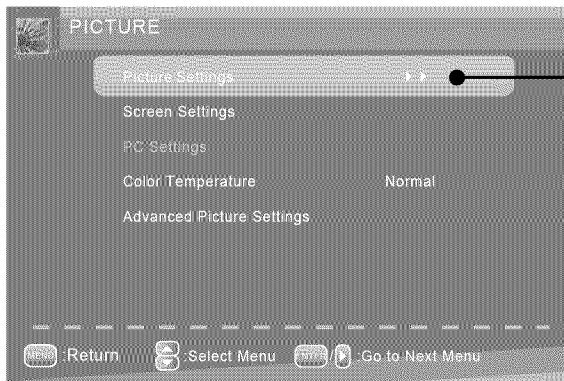 PICTURE
Picture Settings
Screen Settings
PC Settings
Color Temperature Normal
Advanced Picture Settings
MENU :Return :Select Menu ENTER / :Go to Next Menu